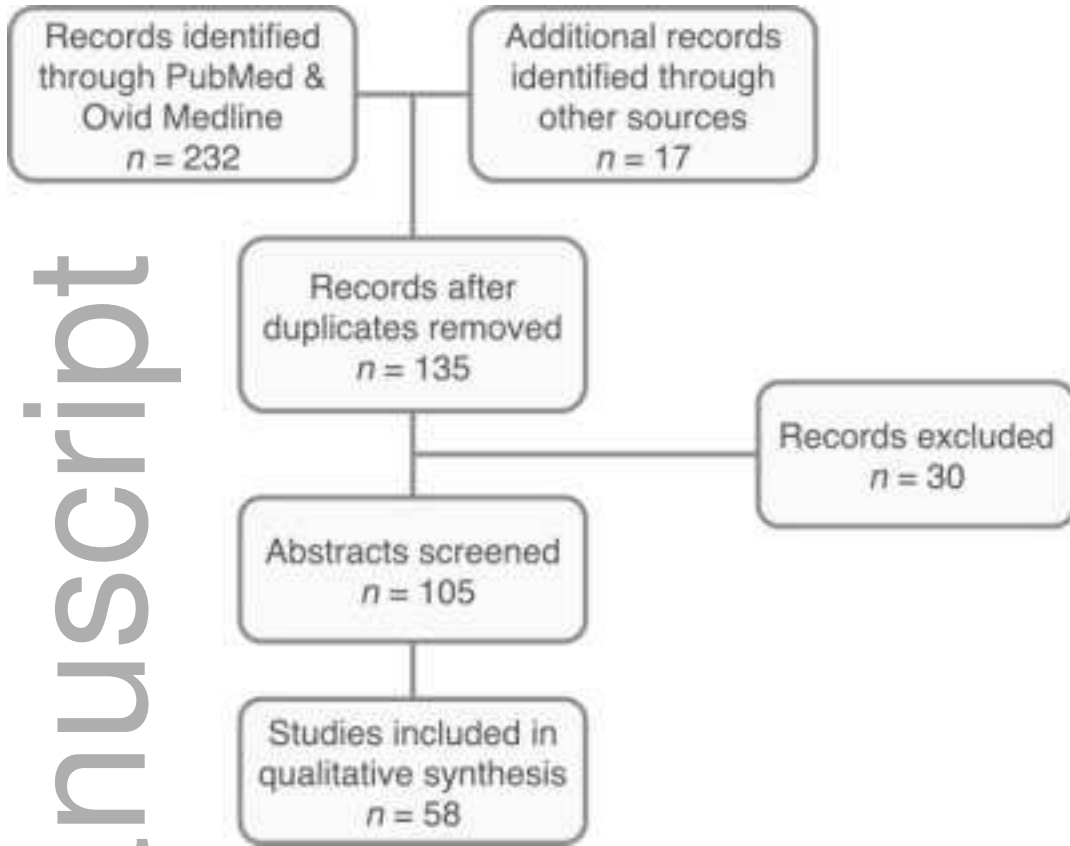 Records identified
through PubMed &
Ovid Medline
n = 232
Additional records
identified through
other sources
n = 17
Records after
duplicates removed
n = 135
Records excluded
n = 30
Abstracts screened
n = 105
Studies included in
qualitative synthesis
n = 58
nuscript